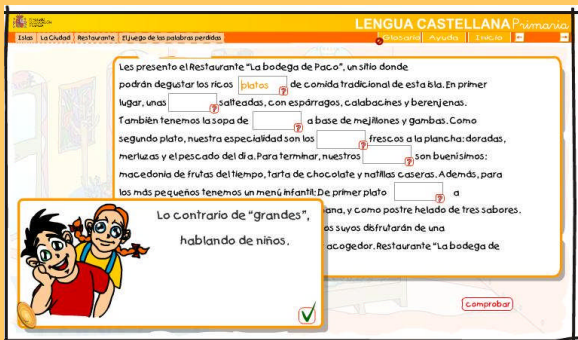 LENGUA CASTELLANA Primaria
Islas La Ciudad Restaurante El juego de las palabras perdidas
Glosario Ayuda Inicio
Les presento el Restaurante "La bodega de Paco", un sitio donde
podrán degustar los ricos platos ? de comida tradicional de esta isla. En primer
lugar, unas ? salteadas, con espárragos, calabacines y berenjenas.
También tenemos la sopa de ? a base de mejillones y gambas. Como
segundo plato, nuestra especialidad son los ? frescos a la plancha: doradas,
merluzas y el pescado del día. Para terminar, nuestros ? son buenísimos:
macedonia de frutas del tiempo, tarta de chocolate y natillas caseras. Además, para
los más pequeños tenemos un menú infantil: De primer plato ? a
iana, y como postre helado de tres sabores.
os suyos disfrutarán de una
acogedor. Restaurante "La bodega de
Lo contrario de "grandes",
hablando de niños.
comprobar